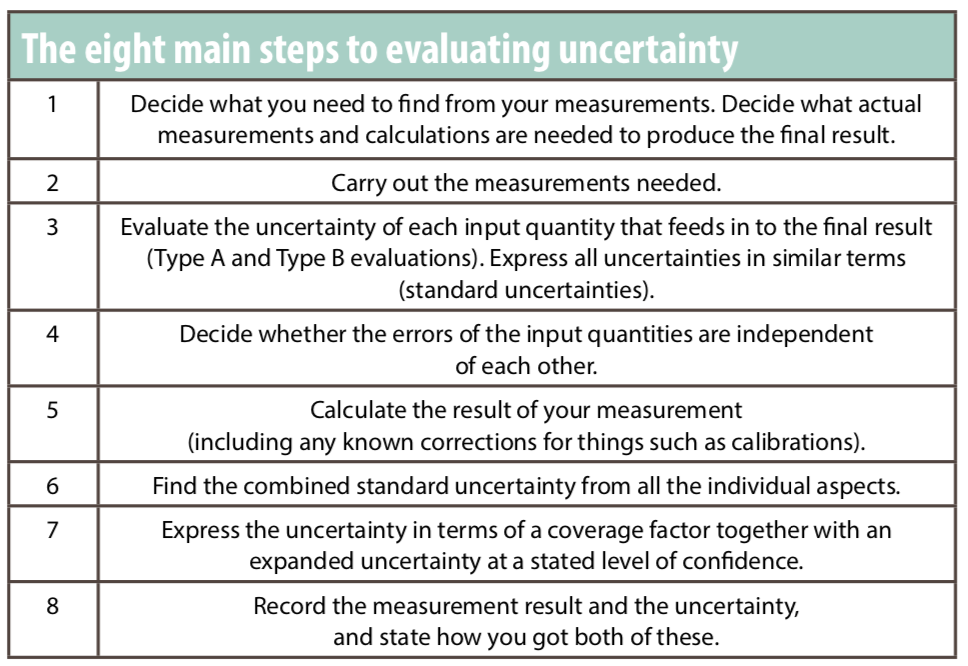 The eight main steps to evaluating uncertainty
1
Decide what you need to find from your measurements. Decide what actual
measurements and calculations are needed to produce the final result.
2
Carry out the measurements needed.
3
Evaluate the uncertainty of each input quantity that feeds in to the final result
(Type A and Type B evaluations). Express all uncertainties in similar terms
(standard uncertainties).
4
Decide whether the errors of the input quantities are independent
of each other.
5
Calculate the result of your measurement
(including any known corrections for things such as calibrations).
6
Find the combined standard uncertainty from all the individual aspects.
7
Express the uncertainty in terms of a coverage factor together with an
expanded uncertainty at a stated level of confidence.
8
Record the measurement result and the uncertainty,
and state how you got both of these.